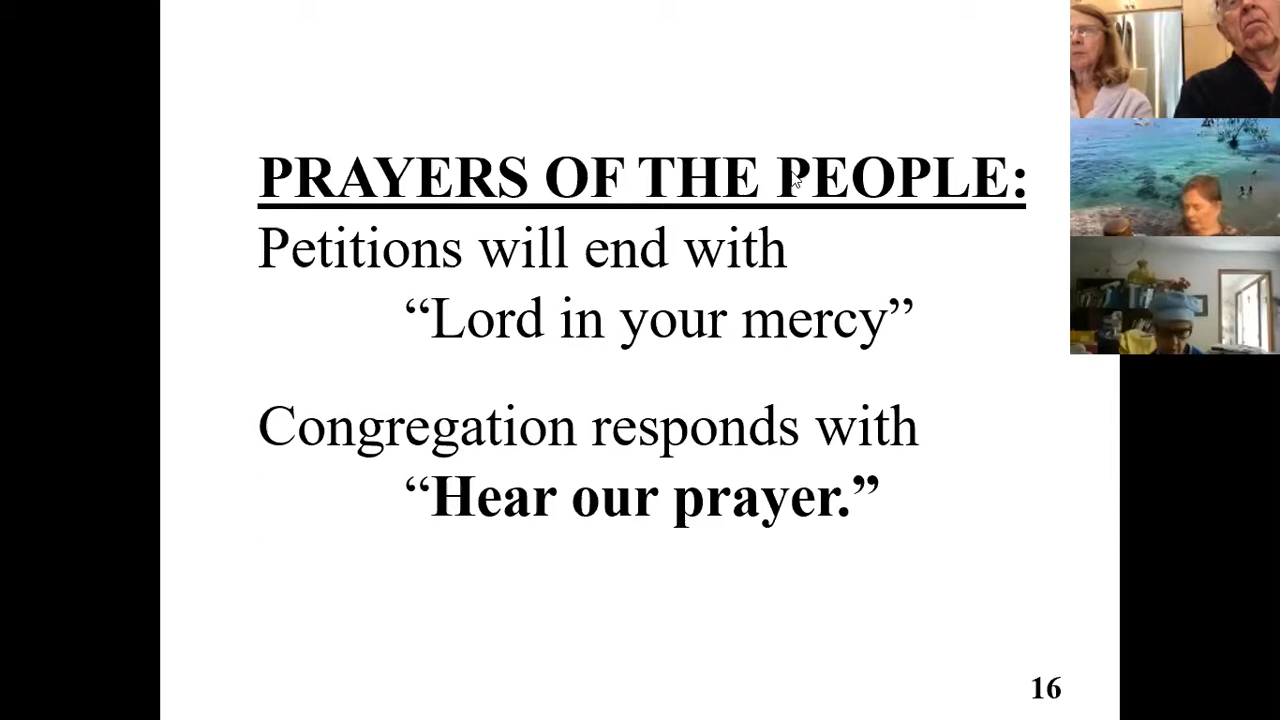 PRAYERS OF THE PEOPLE:
Petitions will end with
“Lord in your mercy”
Congregation responds with
“Hear our prayer.”
16